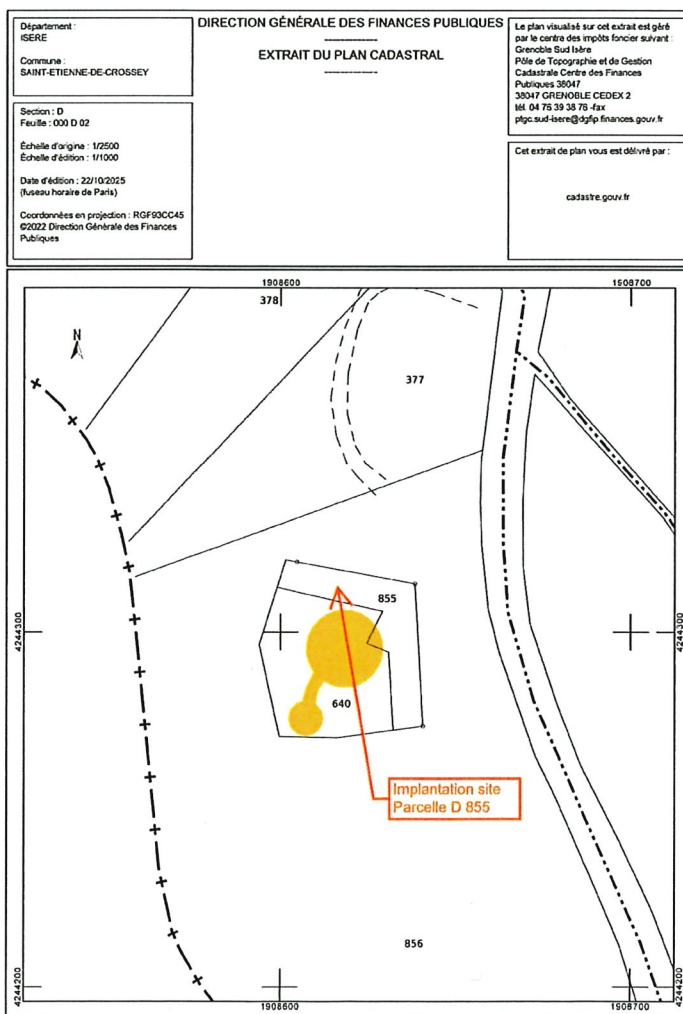 Département :
ISERE
Commune :
SAINT-ETIENNE-DE-CROSSEY
Section : D
Feuille : 000 D 02
Échelle d'origine : 1/2500
Échelle d'édition : 1/1000
Date d'édition : 22/10/2025
(fuseau horaire de Paris)
Coordonnées en projection : RGF93CC45
©2022 Direction Générale des Finances
Publiques
DIRECTION GÉNÉRALE DES FINANCES PUBLIQUES
EXTRAIT DU PLAN CADASTRAL
Le plan visualisé sur cet extrait est géré
par le centre des impôts foncier suivant :
Grenoble Sud Isère
Pôle de Topographie et de Gestion
Cadastrale Centre des Finances
Publiques 38047
38047 GRENOBLE CEDEX 2
tél. 04 76 39 38 76 -fax
ptgc.sud-isere@dgfip.finances.gouv.fr
Cet extrait de plan vous est délivré par :
cadastre.gouv.fr
1908600
1908700
378
N
377
855
4244300
4244300
640
Implantation site
Parcelle D 855
856
4244200
4244200
1908600
1908700